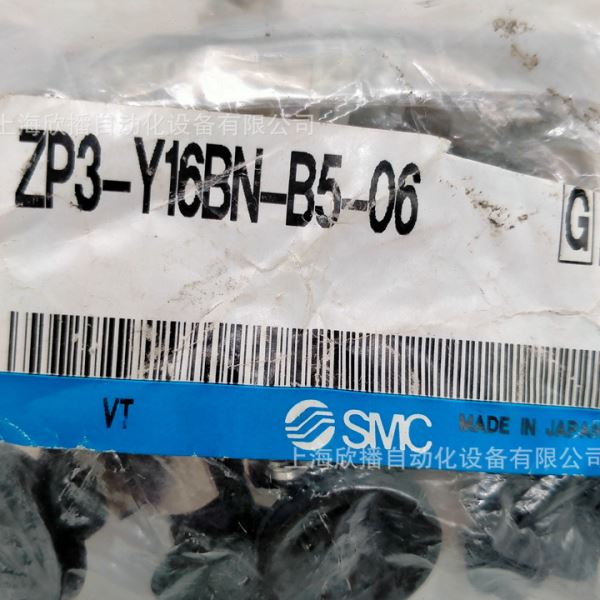 上海欣播自动化设备有限公司
ZP3-Y16BN-B5-06
G
VT
SMC
MADE IN JAPAN
上海欣播自动化设备有限公司